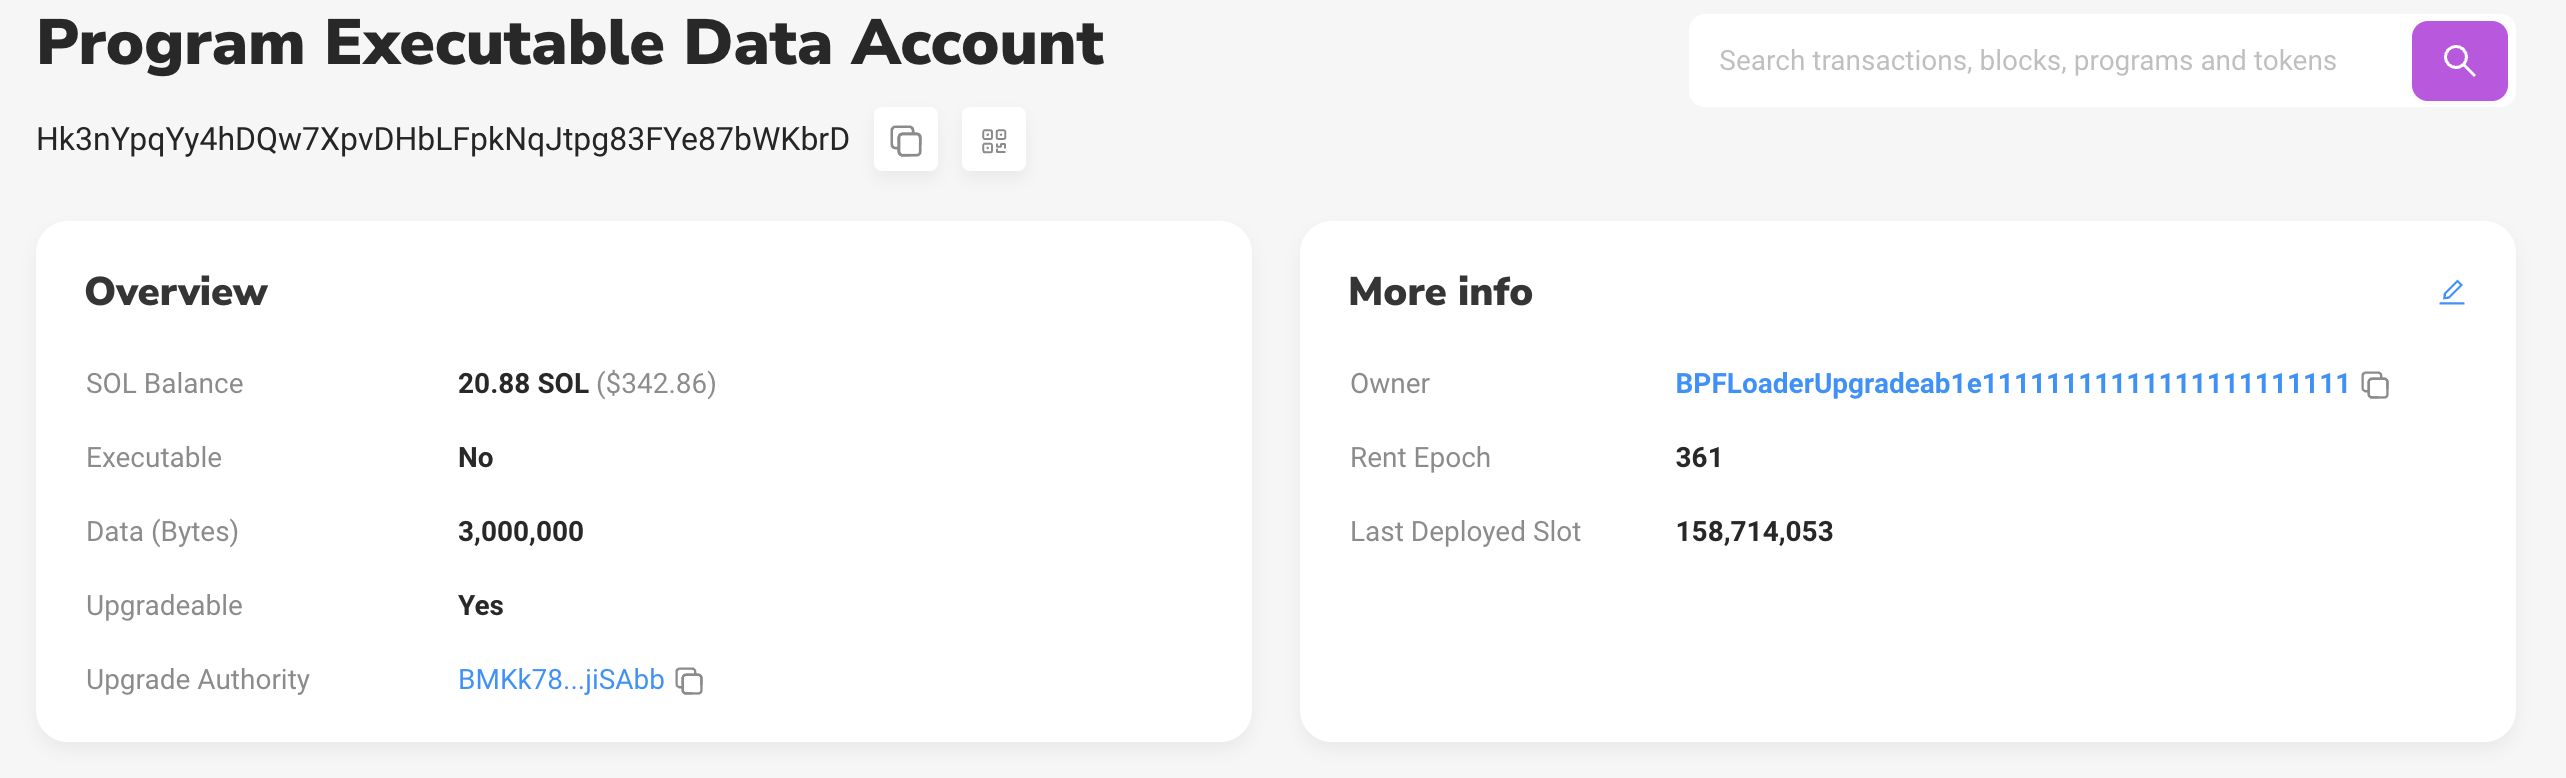 Program Executable Data Account
Search transactions, blocks, programs and tokens
Hk3nYpqYy4hDQw7XpvDHbLFpkNqJtpg83FYe87bWKbrD
Overview
SOL Balance 20.88 SOL ($342.86)
Executable No
Data (Bytes) 3,000,000
Upgradeable Yes
Upgrade Authority BMKk78...jiSAbb
More info
Owner BPFLoaderUpgradeab1e11111111111111111111111
Rent Epoch 361
Last Deployed Slot 158,714,053